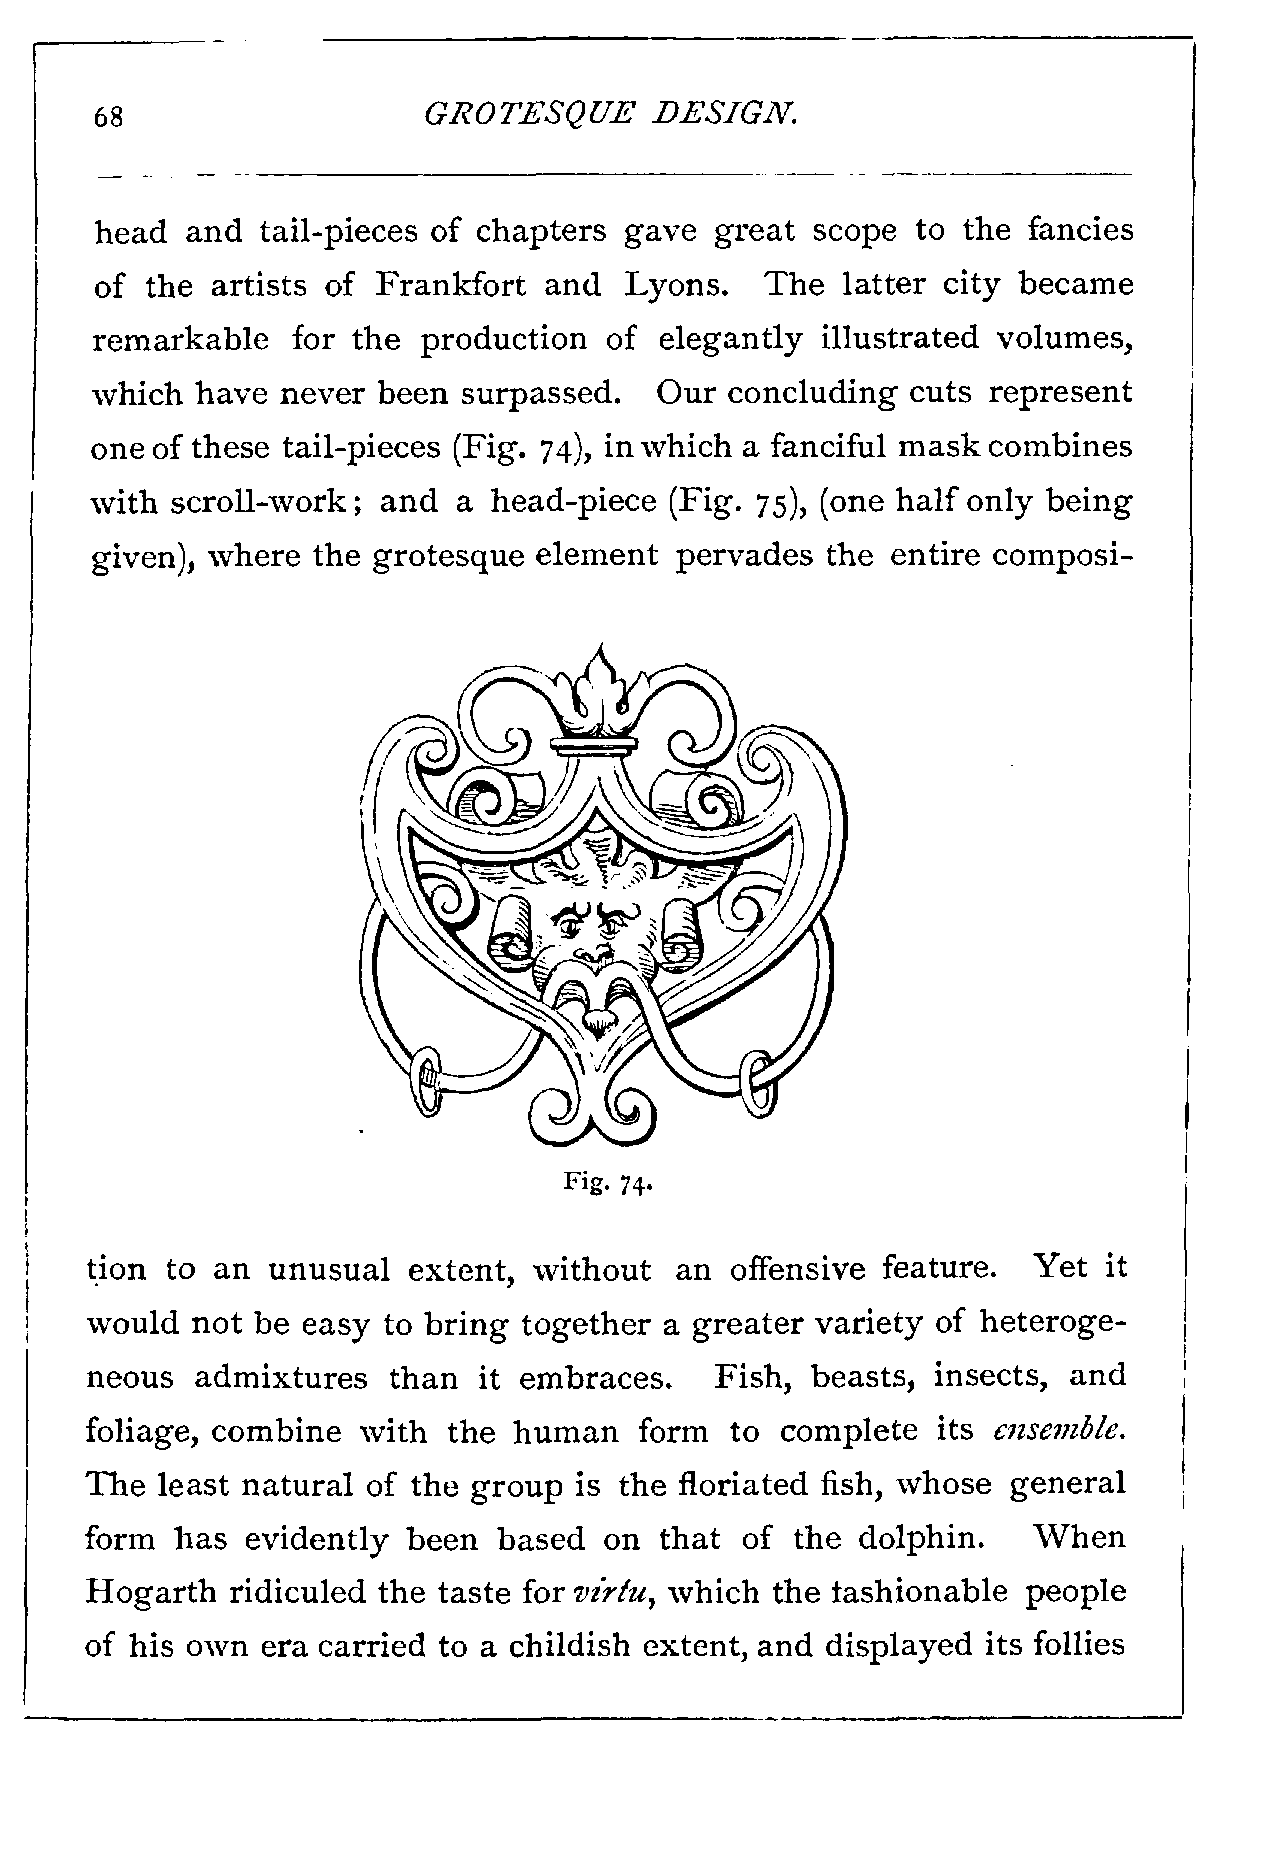 68 GROTESQUE DESIGN.
head and tail-pieces of chapters gave great scope to the fancies
of the artists of Frankfort and Lyons. The latter city became
remarkable for the production of elegantly illustrated volumes,
which have never been surpassed. Our concluding cuts represent
one of these tail-pieces (Fig. 74), in which a fanciful mask combines
with scroll-work; and a head-piece (Fig. 75), (one half only being
given), where the grotesque element pervades the entire composi-
Fig. 74.
tion to an unusual extent, without an offensive feature. Yet it
would not be easy to bring together a greater variety of heteroge-
neous admixtures than it embraces. Fish, beasts, insects, and
foliage, combine with the human form to complete its ensemble.
The least natural of the group is the floriated fish, whose general
form has evidently been based on that of the dolphin. When
Hogarth ridiculed the taste for virtu, which the fashionable people
of his own era carried to a childish extent, and displayed its follies